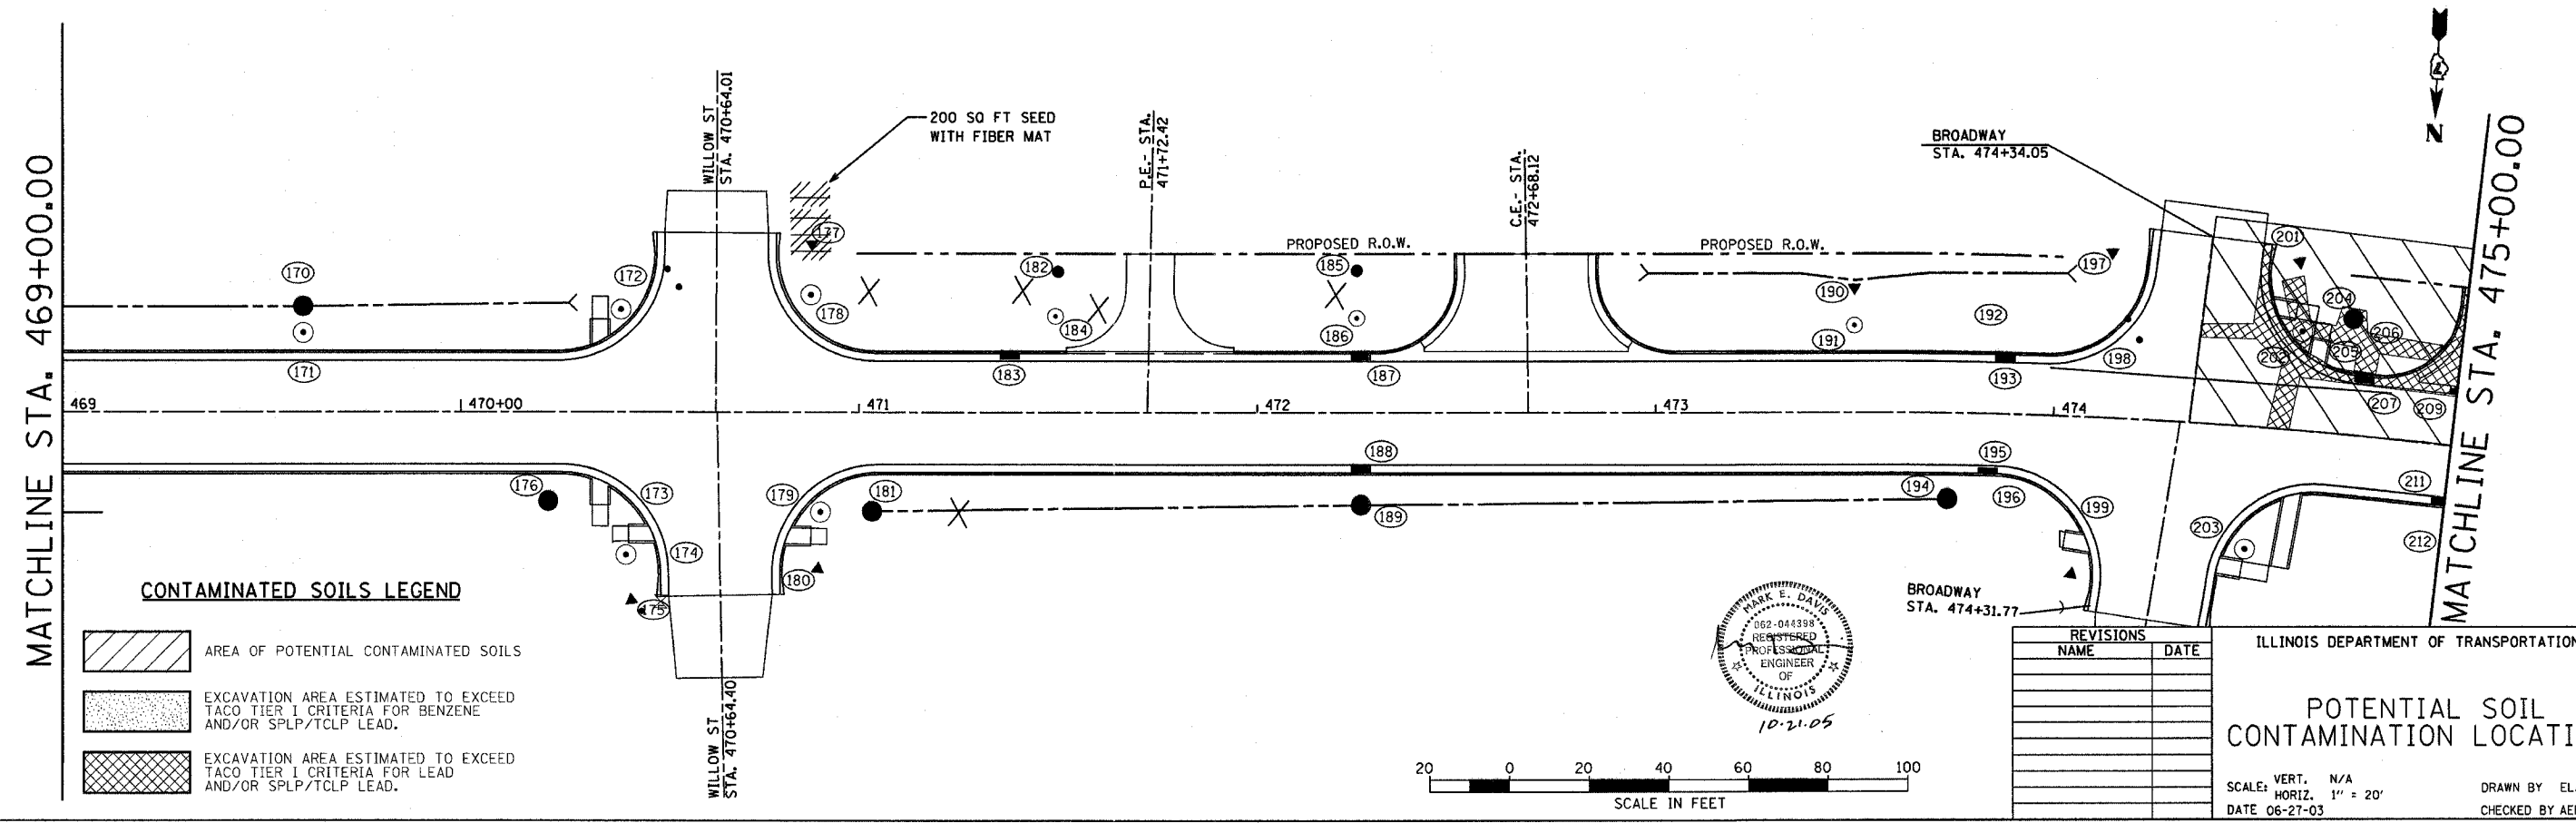 MATCHLINE STA. 469+00.00
WILLOW ST
STA. 470+64.01
200 SQ FT SEED
WITH FIBER MAT
P.E.- STA.
471+72.42
C.E.- STA.
472+68.12
BROADWAY
STA. 474+34.05
N
MATCHLINE STA. 475+00.00
PROPOSED R.O.W.
PROPOSED R.O.W.
170
171
172
177
178
182
183
184
185
186
187
190
191
192
193
197
198
201
202
204
205
206
207
209
469
470+00
471
472
473
474
173
174
175
176
179
180
181
188
189
194
195
196
199
203
211
212
BROADWAY
STA. 474+31.77
WILLOW ST
STA. 470+64.40
CONTAMINATED SOILS LEGEND
AREA OF POTENTIAL CONTAMINATED SOILS
EXCAVATION AREA ESTIMATED TO EXCEED
TACO TIER I CRITERIA FOR BENZENE
AND/OR SPLP/TCLP LEAD.
EXCAVATION AREA ESTIMATED TO EXCEED
TACO TIER I CRITERIA FOR LEAD
AND/OR SPLP/TCLP LEAD.
MARK E. DAVIS
062-044398
REGISTERED
PROFESSIONAL
ENGINEER
OF
ILLINOIS
10-21-05
20 0 20 40 60 80 100
SCALE IN FEET
REVISIONS
NAME DATE
ILLINOIS DEPARTMENT OF TRANSPORTATION
POTENTIAL SOIL
CONTAMINATION LOCATI
SCALE: VERT. N/A
HORIZ. 1" = 20'
DATE 06-27-03
DRAWN BY EL
CHECKED BY AE